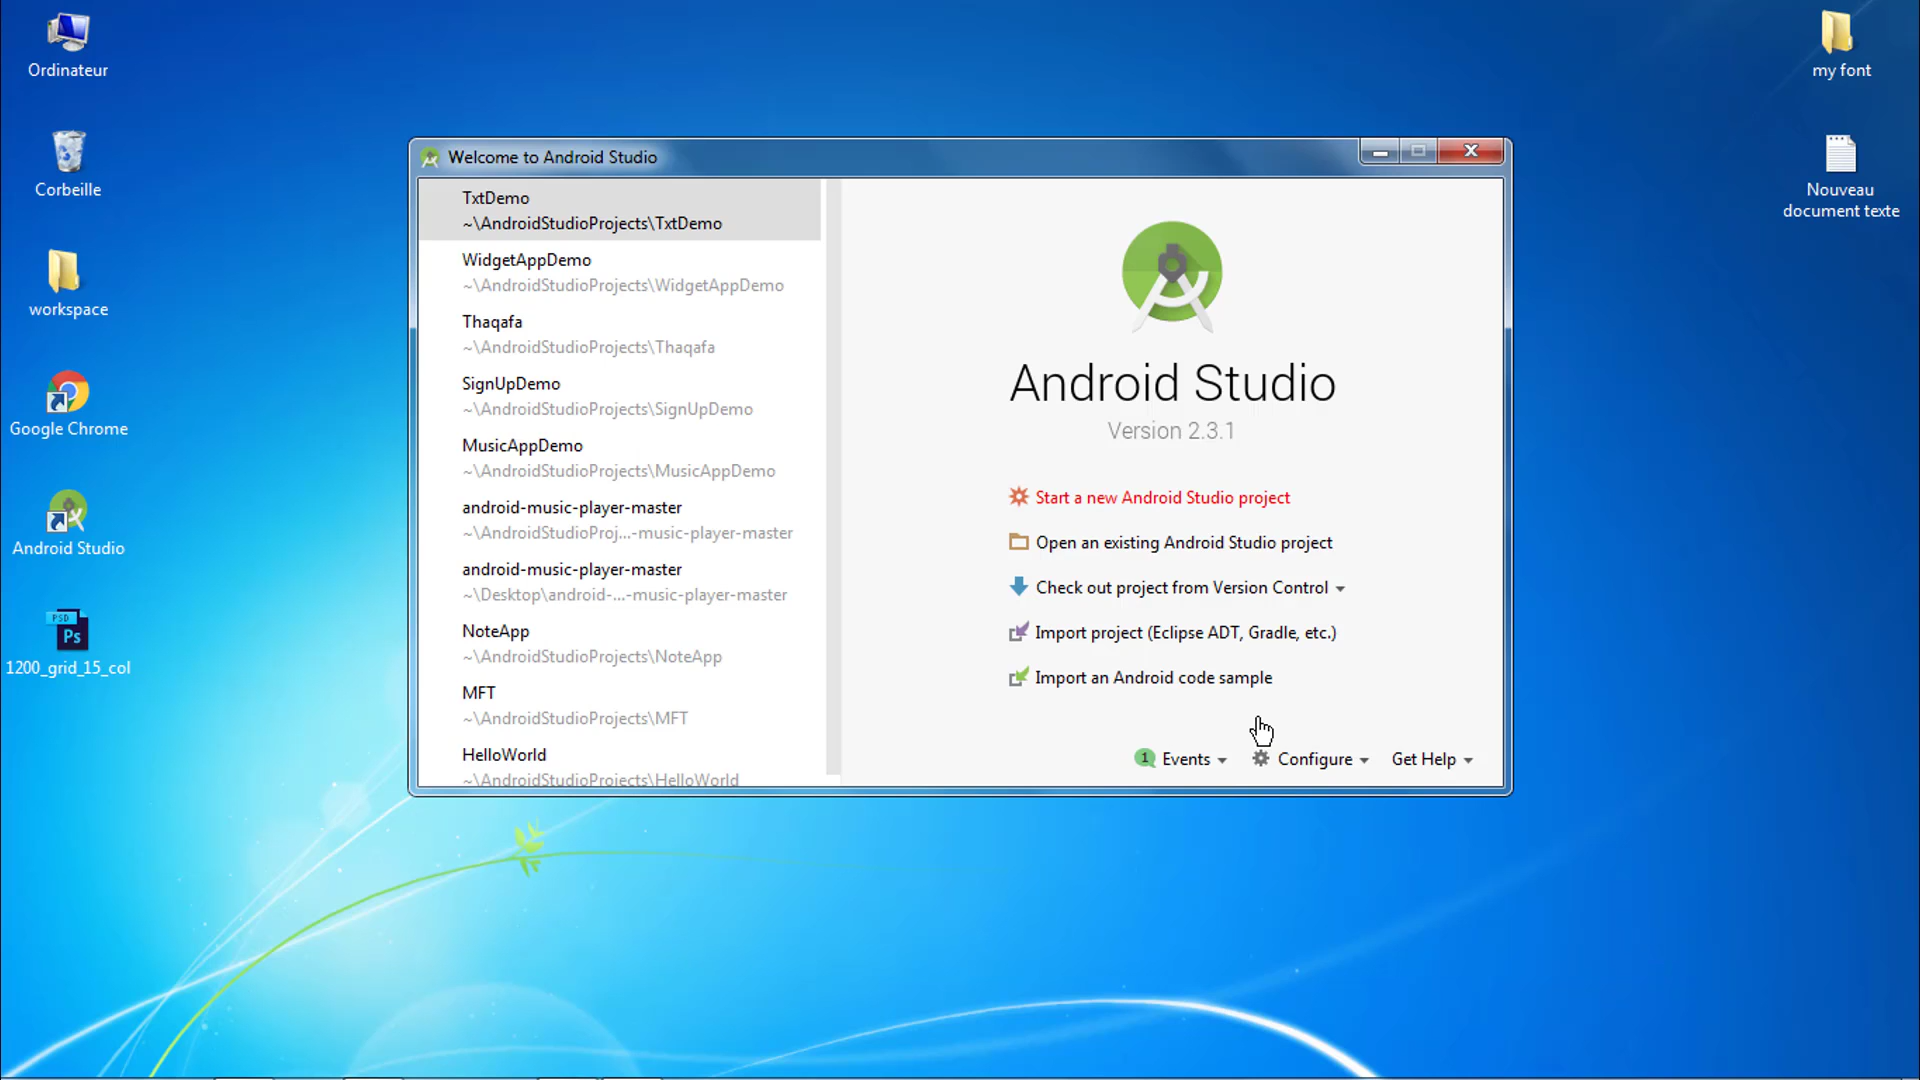 Ordinateur
Corbeille
workspace
Google Chrome
Android Studio
PSD
Ps
1200_grid_15_col
Welcome to Android Studio
TxtDemo
~\AndroidStudioProjects\TxtDemo
WidgetAppDemo
~\AndroidStudioProjects\WidgetAppDemo
Thaqafa
~\AndroidStudioProjects\Thaqafa
SignUpDemo
~\AndroidStudioProjects\SignUpDemo
MusicAppDemo
~\AndroidStudioProjects\MusicAppDemo
android-music-player-master
~\AndroidStudioProj...-music-player-master
android-music-player-master
~\Desktop\android-...-music-player-master
NoteApp
~\AndroidStudioProjects\NoteApp
MFT
~\AndroidStudioProjects\MFT
HelloWorld
~\AndroidStudioProjects\HelloWorld
Android Studio
Version 2.3.1
Start a new Android Studio project
Open an existing Android Studio project
Check out project from Version Control
Import project (Eclipse ADT, Gradle, etc.)
Import an Android code sample
1 Events Configure Get Help
my font
Nouveau
document texte